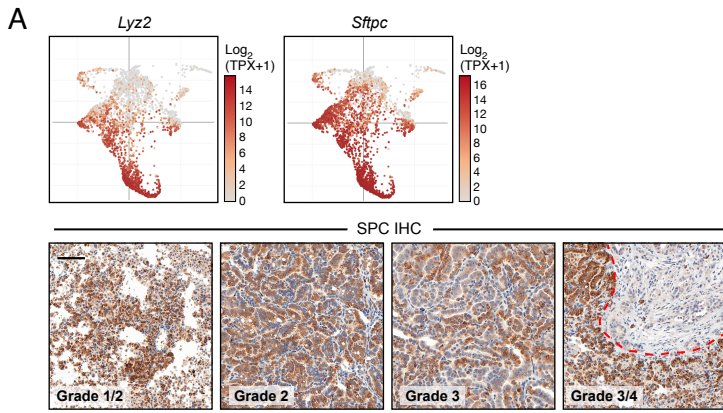 A
Lyz2
Log2
(TPX+1)
14
12
10
8
6
4
2
0
Sftpc
Log2
(TPX+1)
16
14
12
10
8
6
4
2
0
SPC IHC
Grade 1/2
Grade 2
Grade 3
Grade 3/4